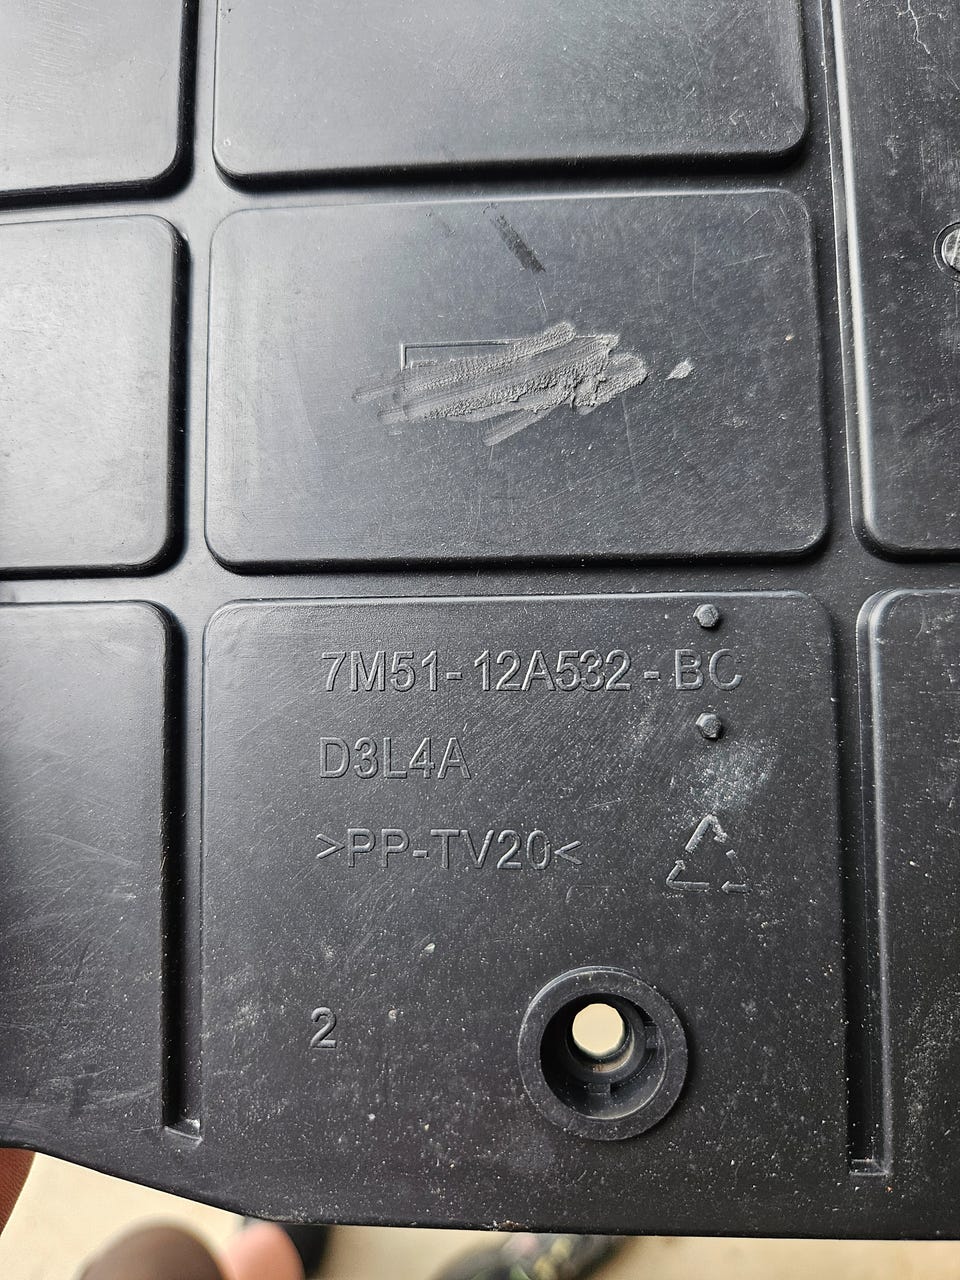 7M51-12A532-BC
D3L4A
>PP-TV20<
2